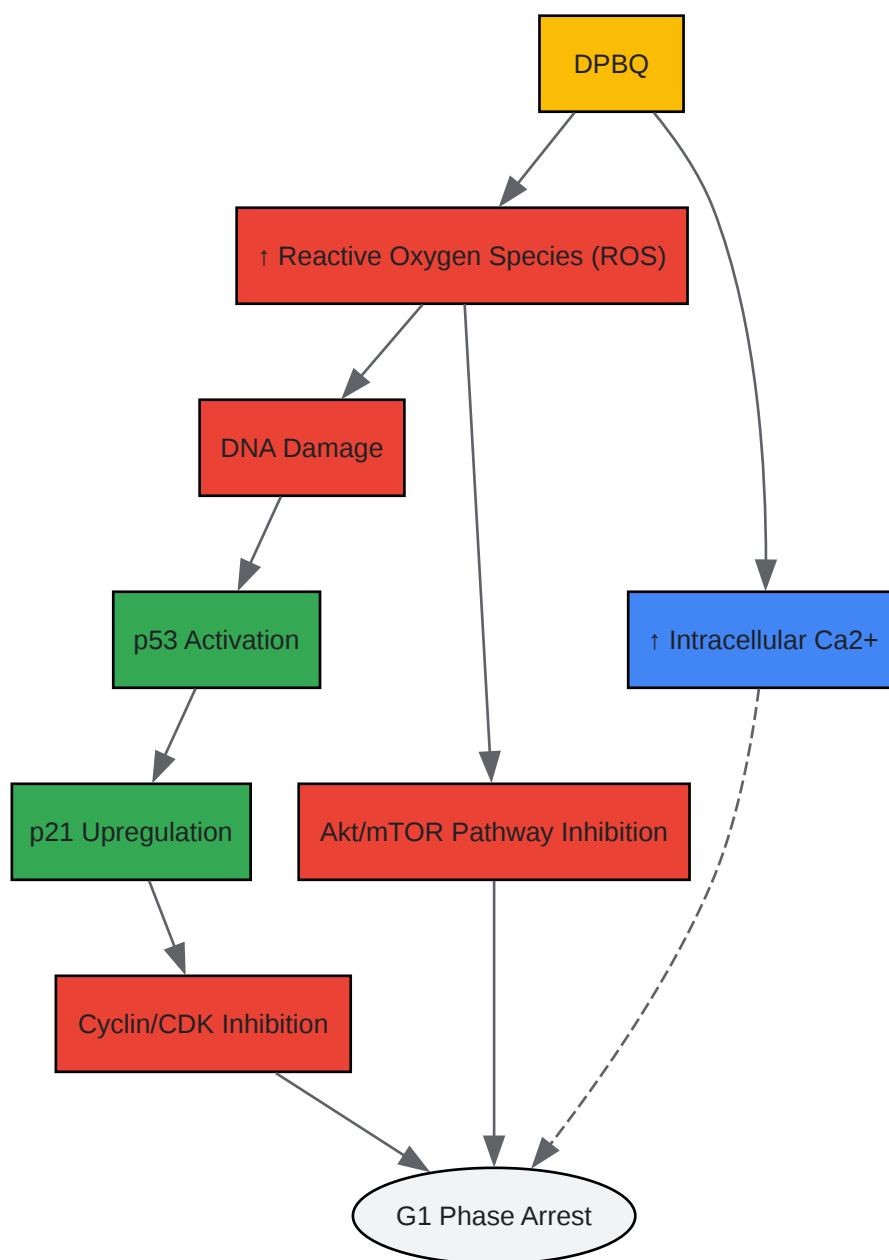 DPBQ
↑ Reactive Oxygen Species (ROS)
DNA Damage
p53 Activation
↑ Intracellular Ca2+
p21 Upregulation
Akt/mTOR Pathway Inhibition
Cyclin/CDK Inhibition
G1 Phase Arrest